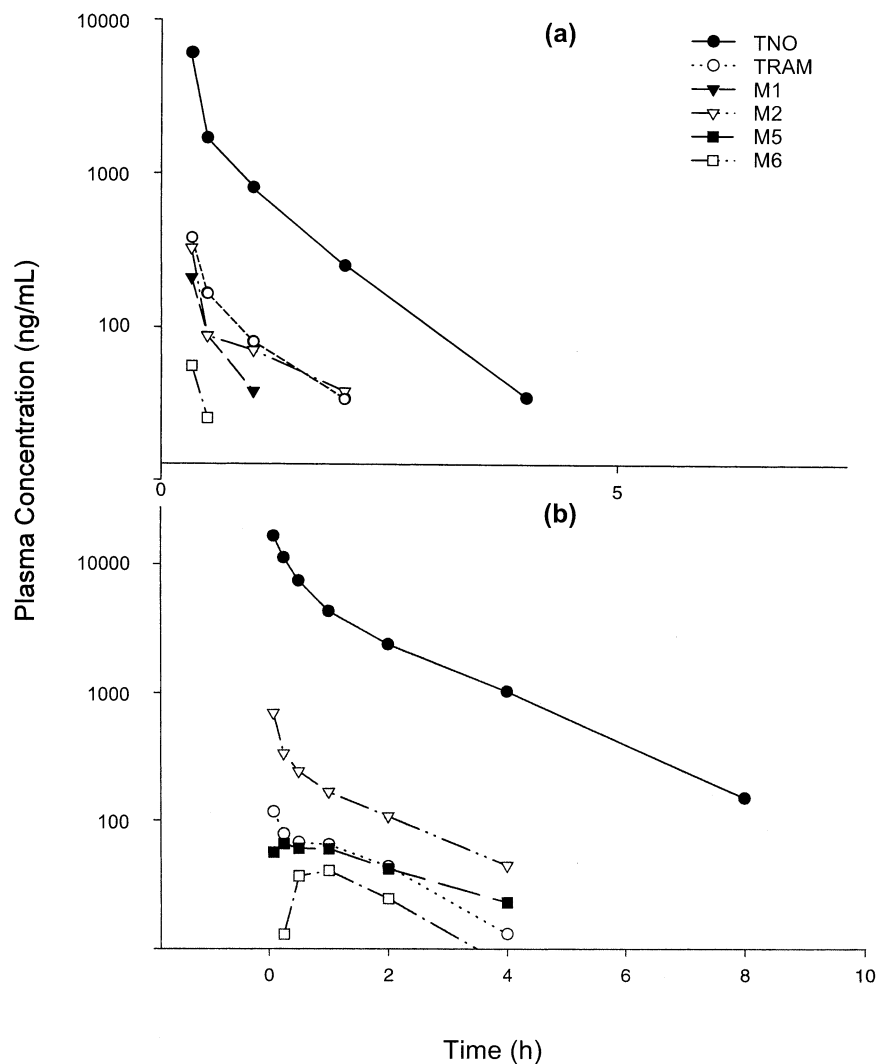 10000
(a)
TNO
TRAM
M1
M2
M5
M6
1000
100
0
5
Plasma Concentration (ng/mL)
(b)
10000
1000
100
0 2 4 6 8 10
Time (h)